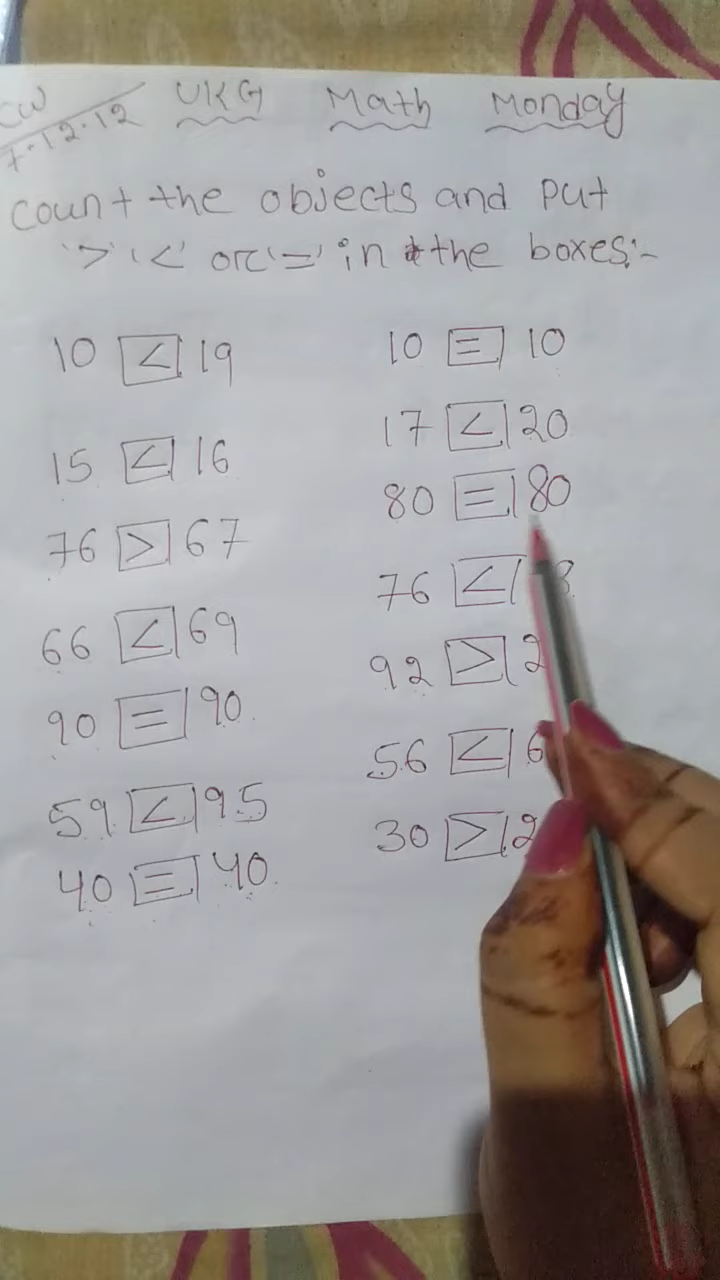 CW UKG Math Monday
7.12.12
Count the objects and put
'>' '<' or '=' in the boxes:-
10 < 19 10 = 10
15 < 16 17 < 20
76 > 67 80 = 80
66 < 69 76 <
90 = 90 92 >
59 < 95 56 <
40 = 40 30 >